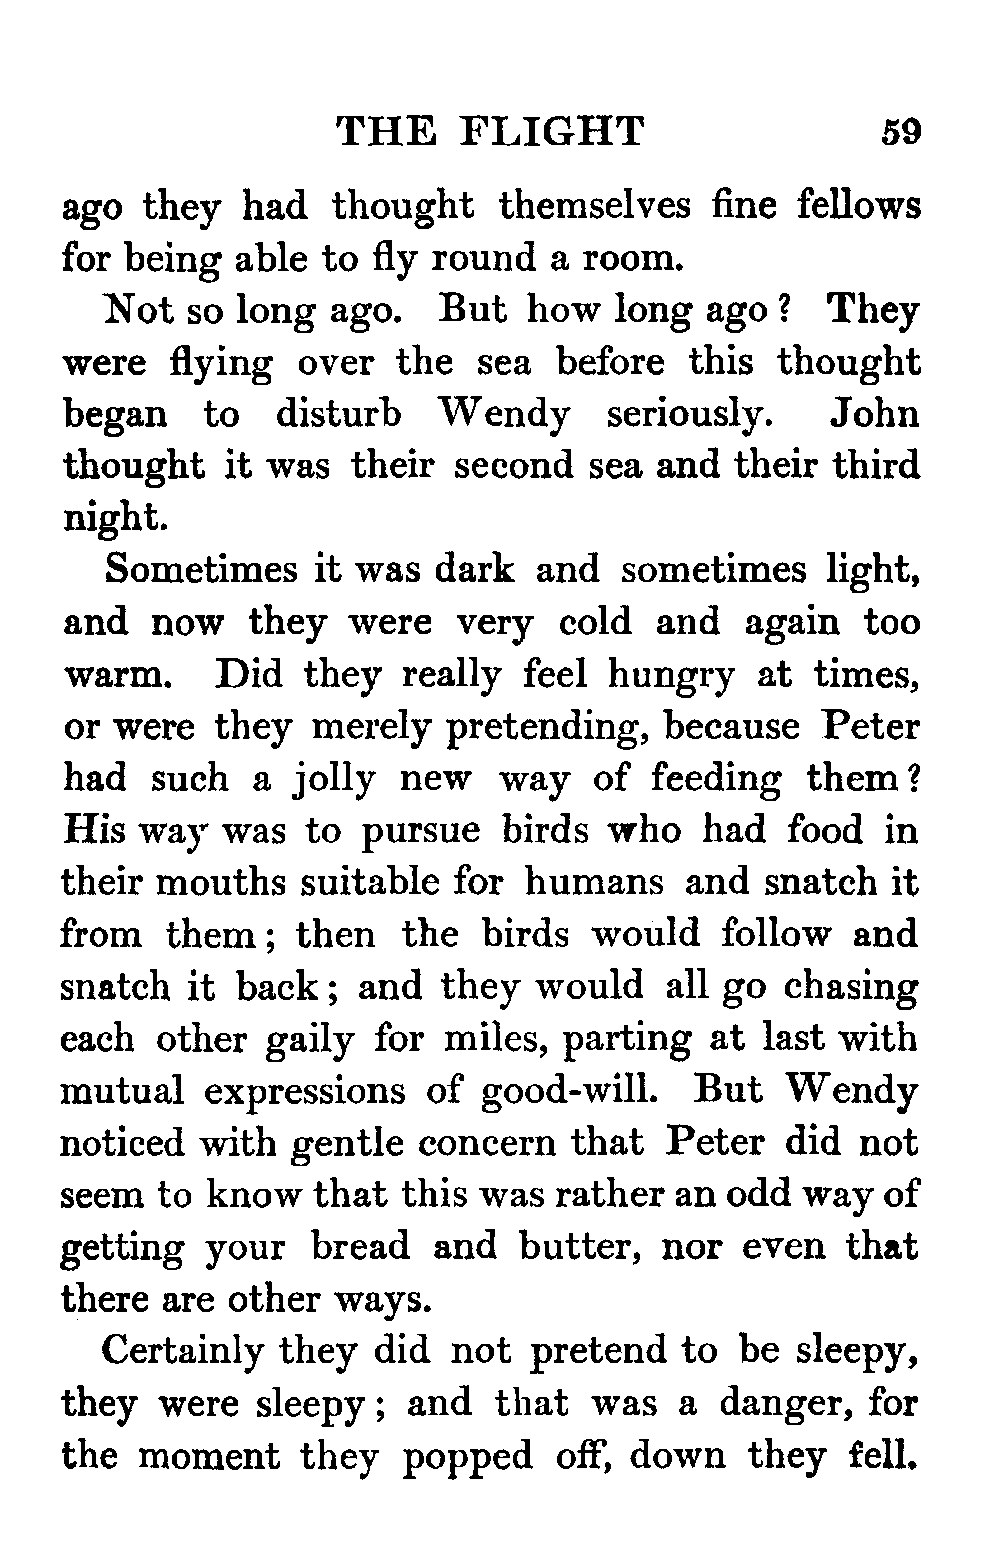 THE FLIGHT 59
ago they had thought themselves fine fellows
for being able to fly round a room.
Not so long ago. But how long ago? They
were flying over the sea before this thought
began to disturb Wendy seriously. John
thought it was their second sea and their third
night.
Sometimes it was dark and sometimes light,
and now they were very cold and again too
warm. Did they really feel hungry at times,
or were they merely pretending, because Peter
had such a jolly new way of feeding them?
His way was to pursue birds who had food in
their mouths suitable for humans and snatch it
from them; then the birds would follow and
snatch it back; and they would all go chasing
each other gaily for miles, parting at last with
mutual expressions of good-will. But Wendy
noticed with gentle concern that Peter did not
seem to know that this was rather an odd way of
getting your bread and butter, nor even that
there are other ways.
Certainly they did not pretend to be sleepy,
they were sleepy; and that was a danger, for
the moment they popped off, down they fell.